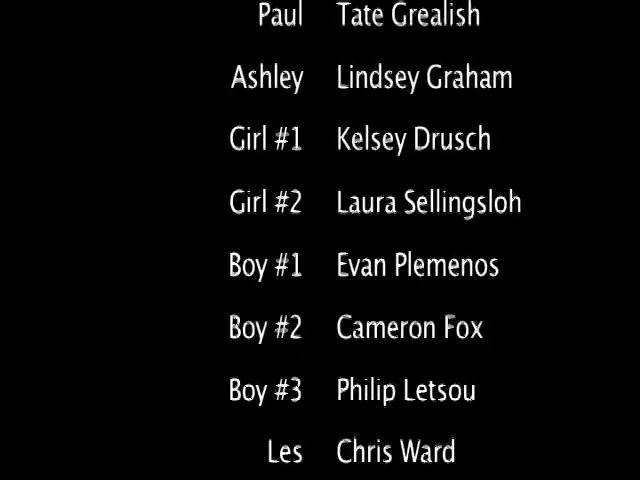 Paul Tate Grealish
Ashley Lindsey Graham
Girl #1 Kelsey Drusch
Girl #2 Laura Sellingsloh
Boy #1 Evan Plemenos
Boy #2 Cameron Fox
Boy #3 Philip Letsou
Les Chris Ward